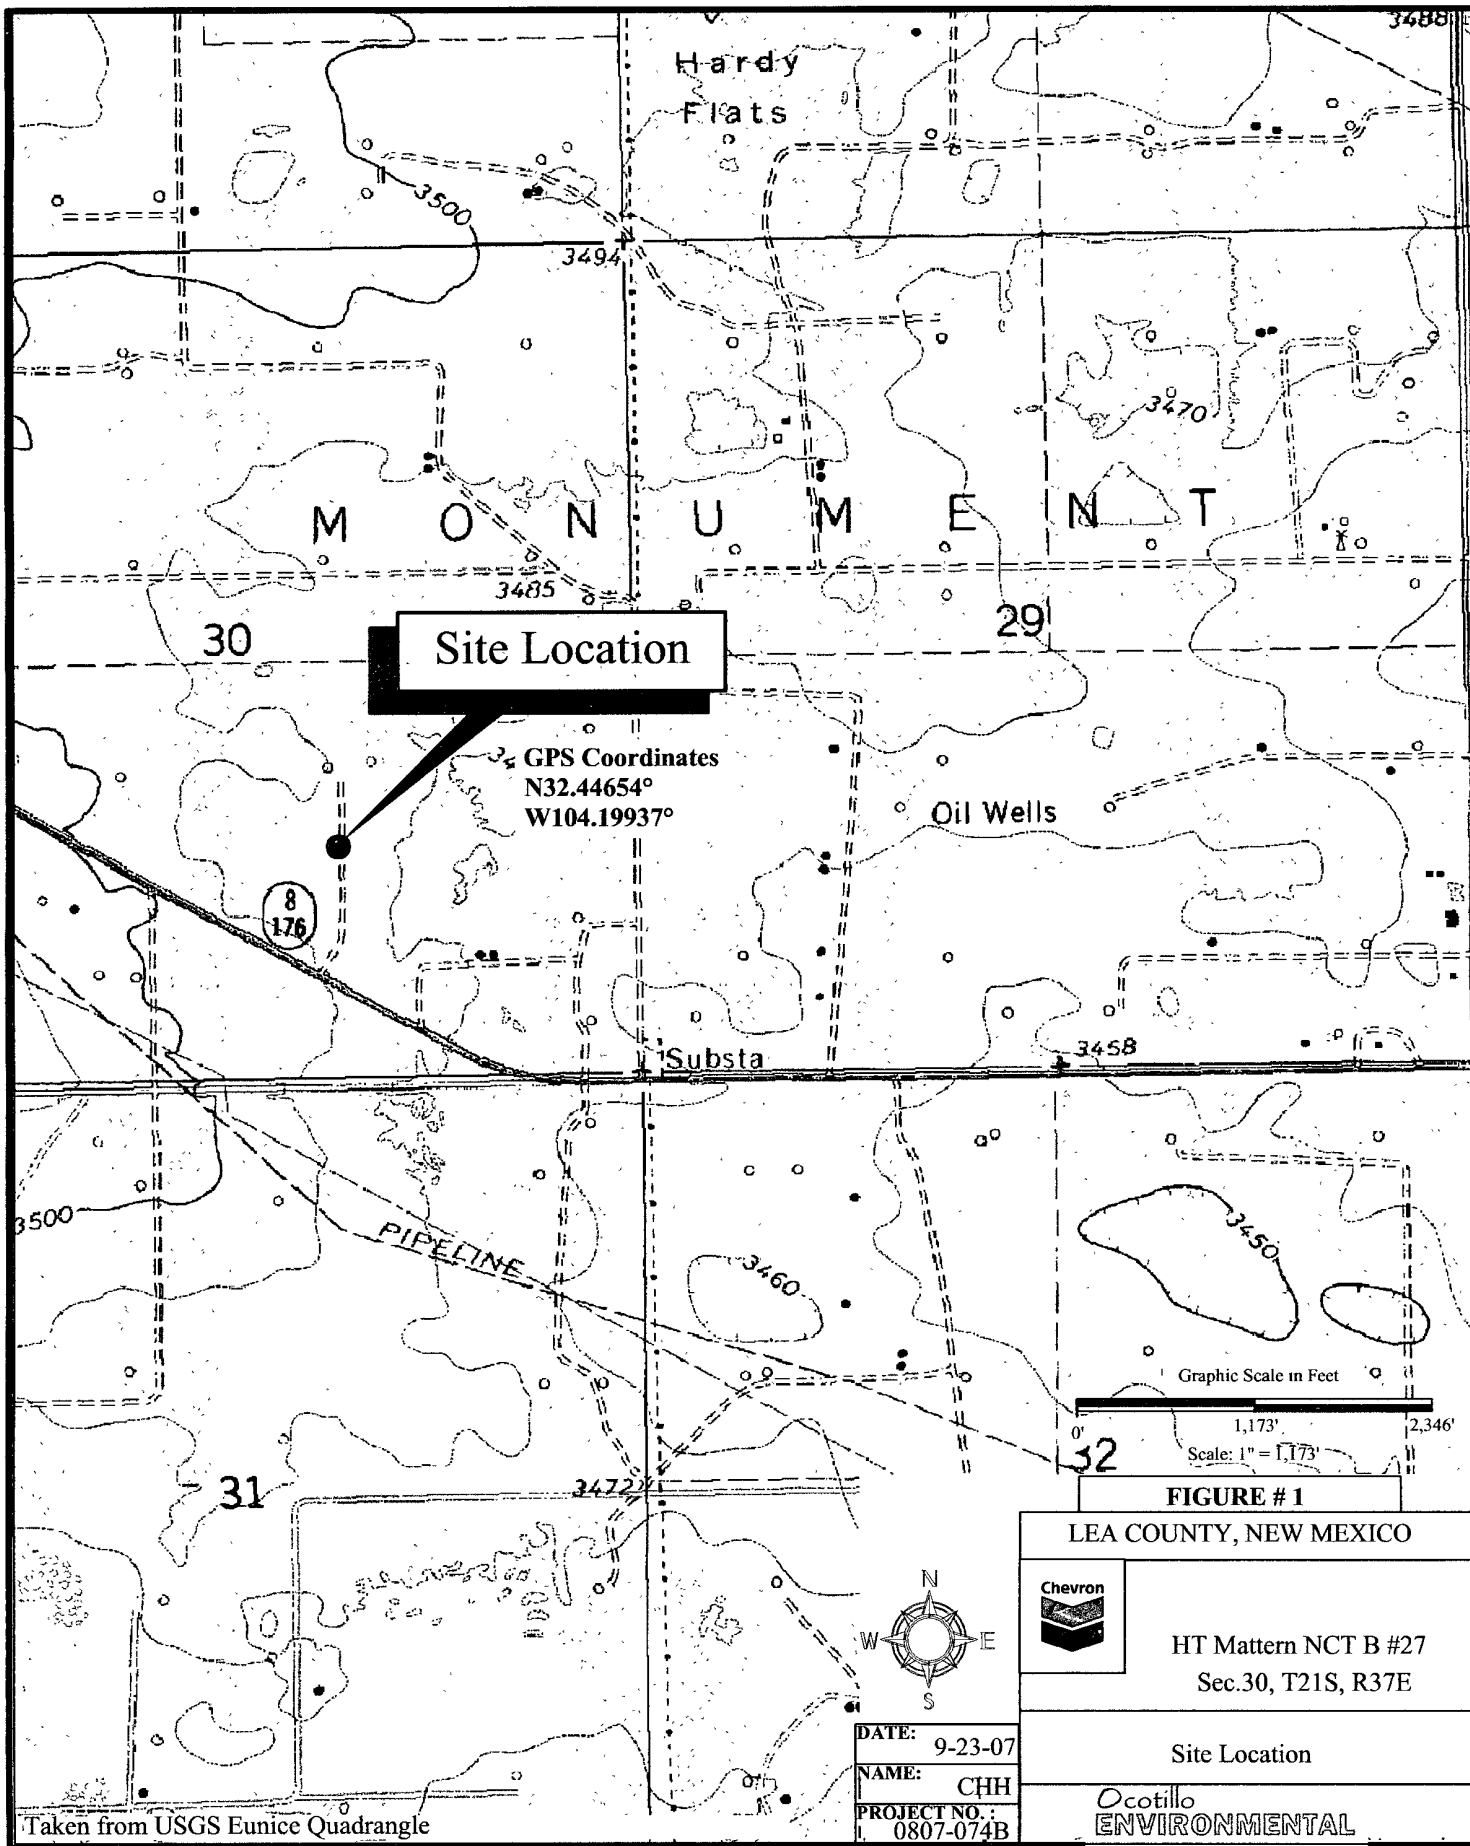 3488
Hardy
Flats
3500
3494
3470
MONUMENT
3485
30
29
Site Location
GPS Coordinates
N32.44654°
W104.19937°
Oil Wells
8
176
Substa
3458
3500
PIPELINE
3460
3450
Graphic Scale in Feet
0'
1,173'
2,346'
Scale: 1" = 1,173'
32
31
3472
FIGURE # 1
LEA COUNTY, NEW MEXICO
Chevron
HT Mattern NCT B #27
Sec.30, T21S, R37E
N
W
E
S
DATE:
9-23-07
Site Location
NAME:
CHH
PROJECT NO. :
0807-074B
Ocotillo
ENVIRONMENTAL
Taken from USGS Eunice Quadrangle